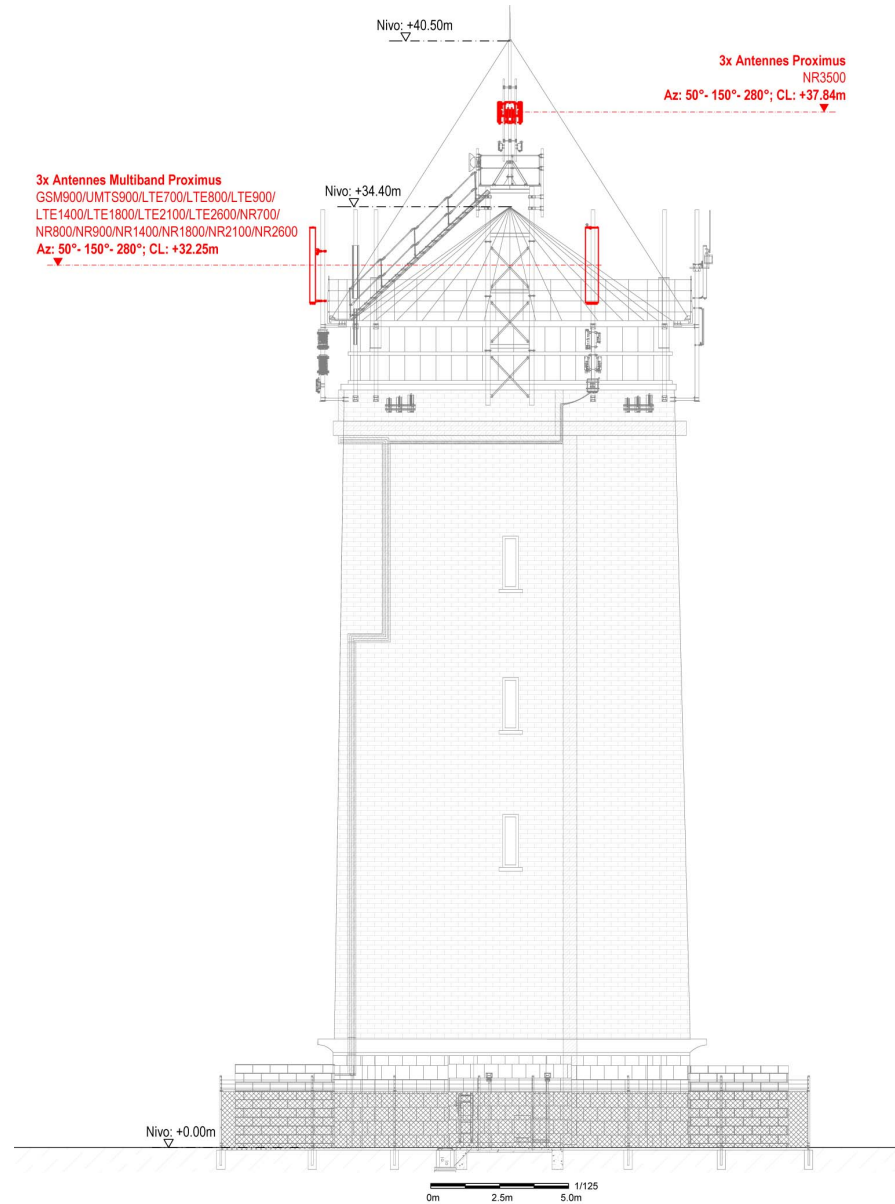 Nivo: +40.50m
3x Antennes Proximus
NR3500
Az: 50°- 150°- 280°; CL: +37.84m
3x Antennes Multiband Proximus
GSM900/UMTS900/LTE700/LTE800/LTE900/
LTE1400/LTE1800/LTE2100/LTE2600/NR700/
NR800/NR900/NR1400/NR1800/NR2100/NR2600
Az: 50°- 150°- 280°; CL: +32.25m
Nivo: +34.40m
Nivo: +0.00m
1/125
0m 2.5m 5.0m